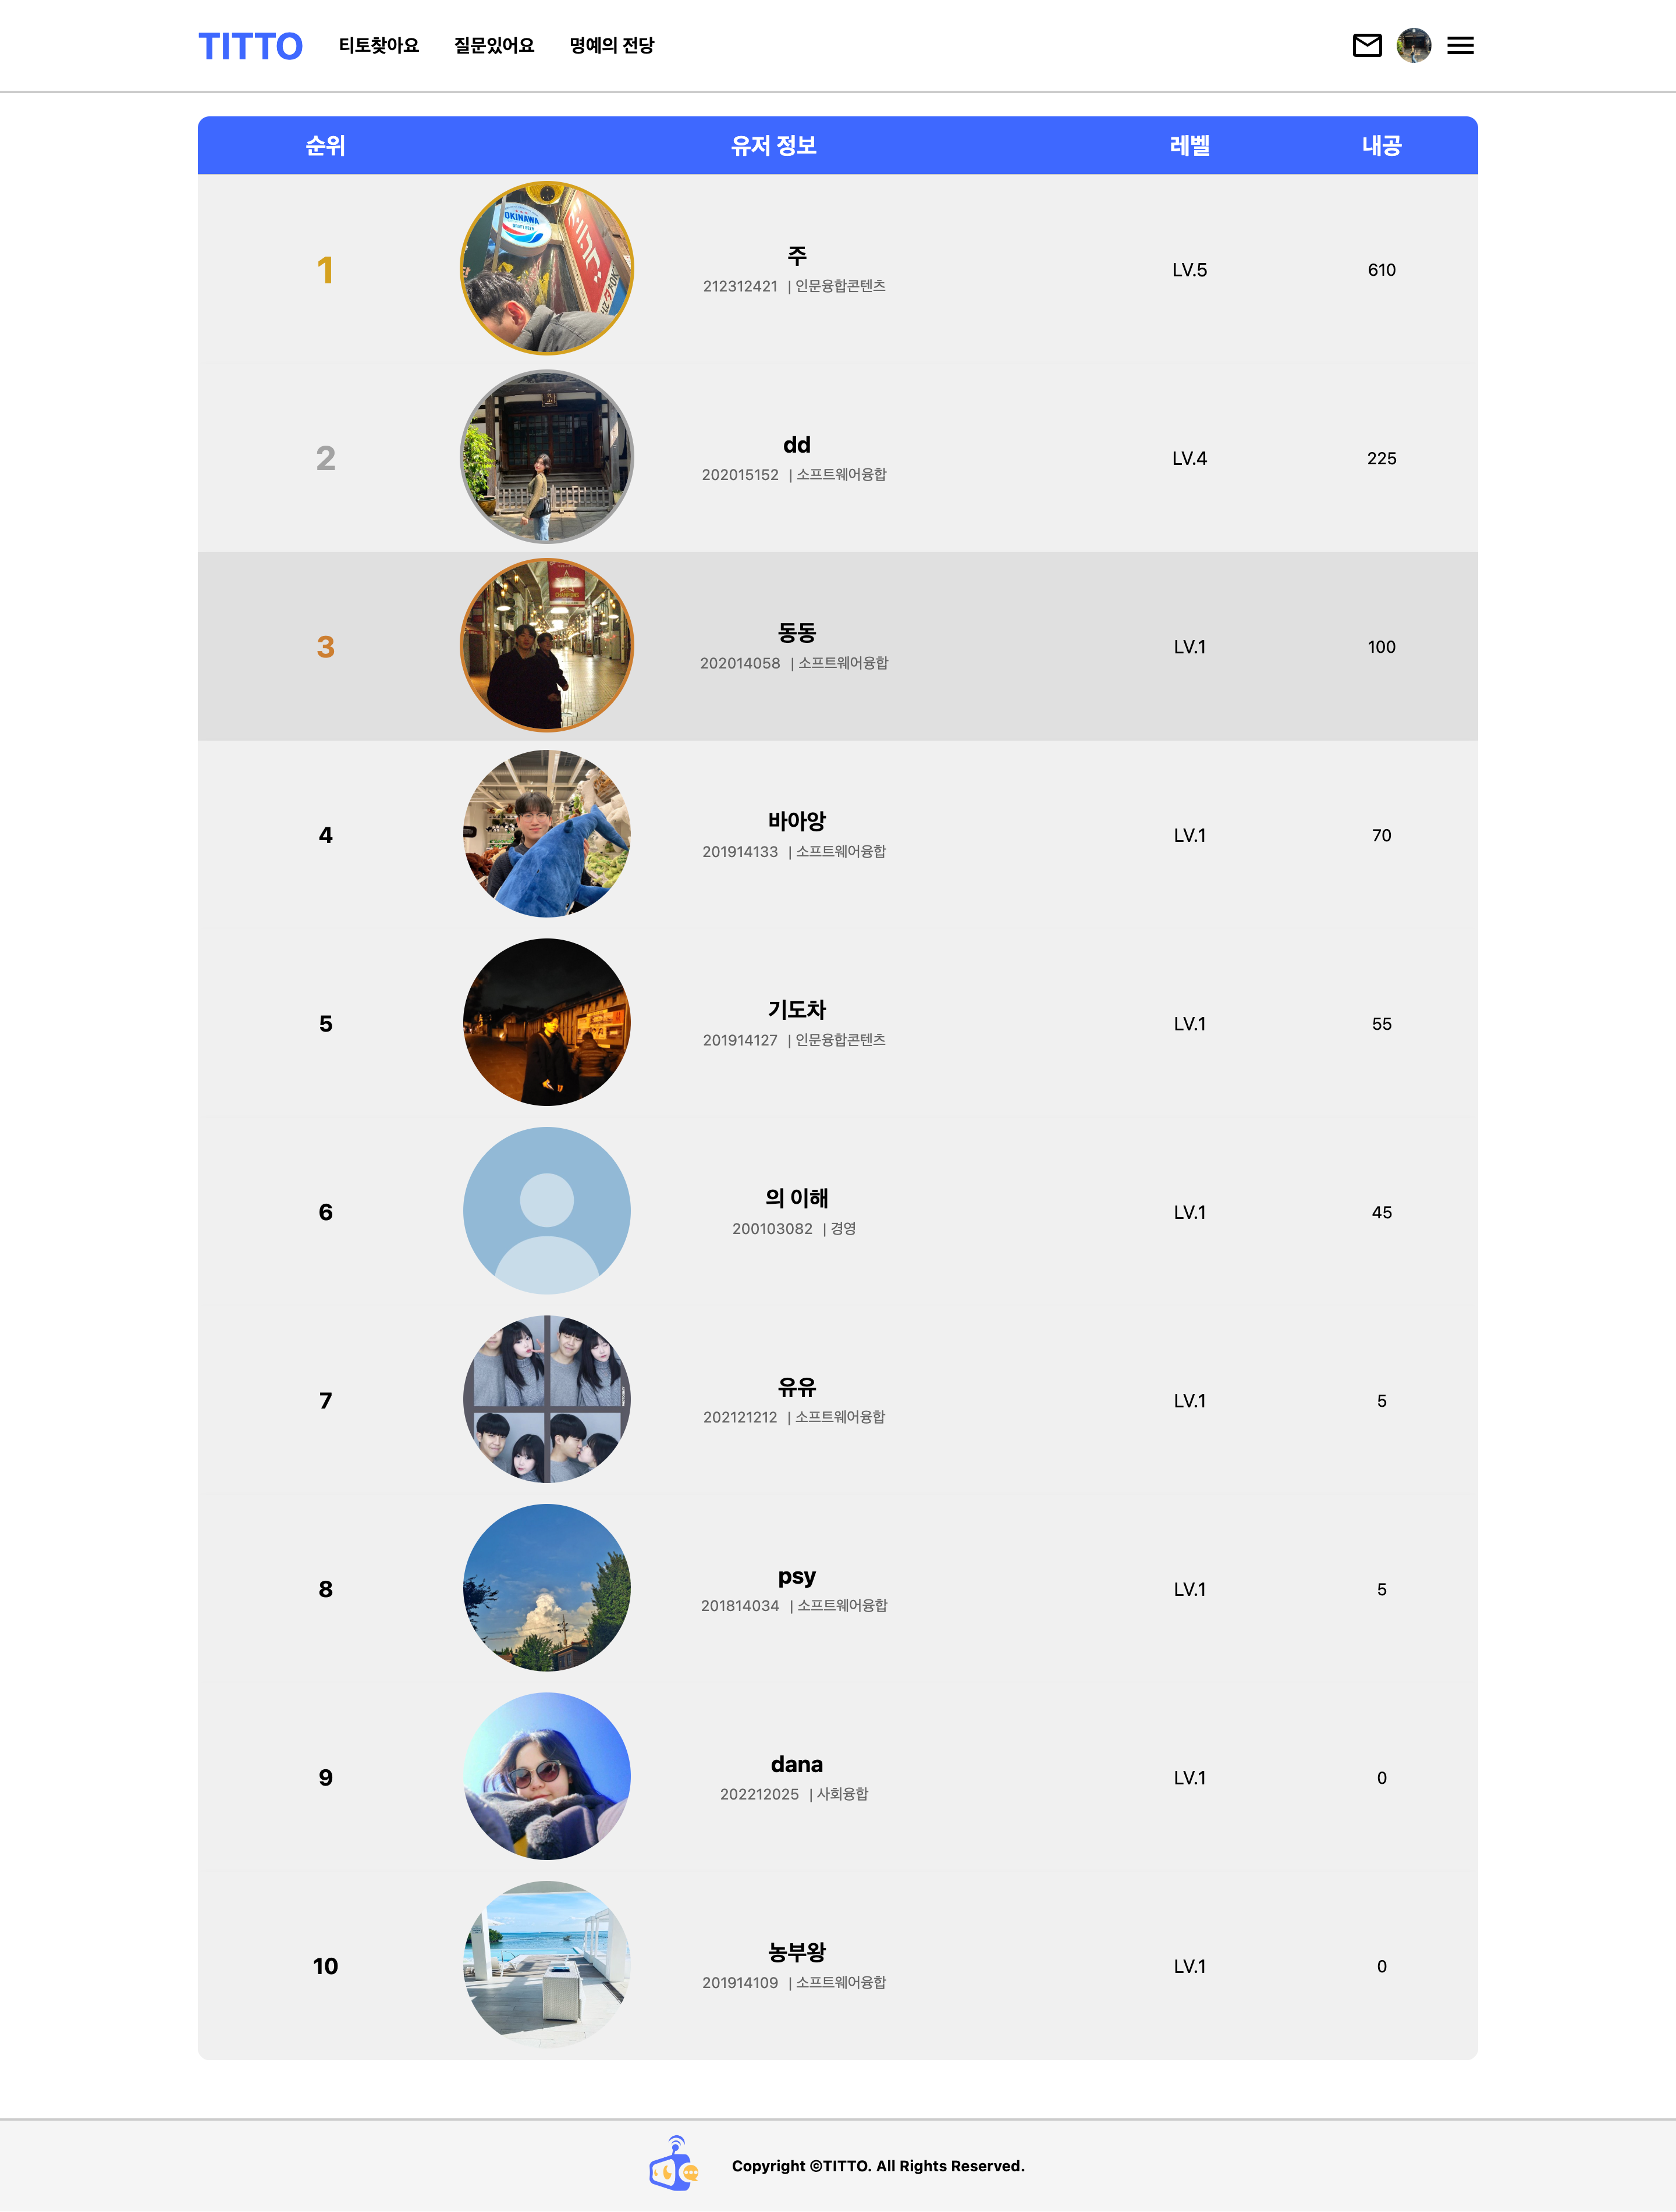 TITTO 티토찾아요 질문있어요 명예의 전당
순위 유저 정보 레벨 내공
OKINAWA
DRAFT BEER
1 주 LV.5 610
212312421 | 인문융합콘텐츠
2 dd LV.4 225
202015152 | 소프트웨어융합
3 동동 LV.1 100
202014058 | 소프트웨어융합
4 바아앙 LV.1 70
201914133 | 소프트웨어융합
5 기도차 LV.1 55
201914127 | 인문융합콘텐츠
6 의 이해 LV.1 45
200103082 | 경영
7 유유 LV.1 5
202121212 | 소프트웨어융합
8 psy LV.1 5
201814034 | 소프트웨어융합
9 dana LV.1 0
202212025 | 사회융합
10 농부왕 LV.1 0
201914109 | 소프트웨어융합
Copyright ©TITTO. All Rights Reserved.